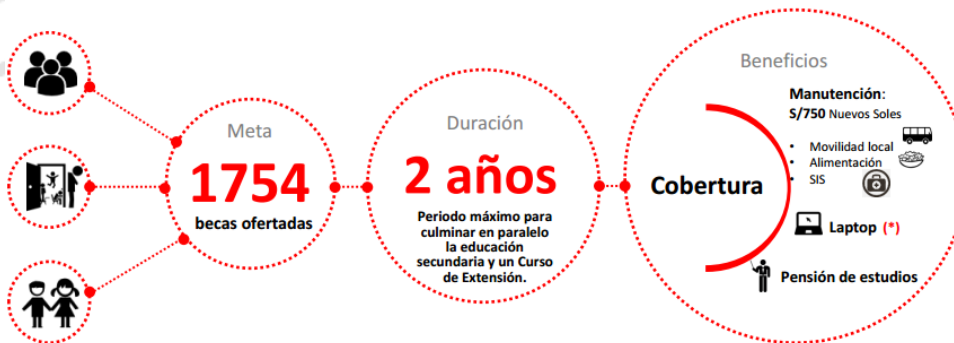 Meta
1754
becas ofertadas
Duración
2 años
Periodo máximo para
culminar en paralelo
la educación
secundaria y un Curso
de Extensión.
Beneficios
Cobertura
Manutención:
S/750 Nuevos Soles
• Movilidad local
• Alimentación
• SIS
Laptop (*)
Pensión de estudios